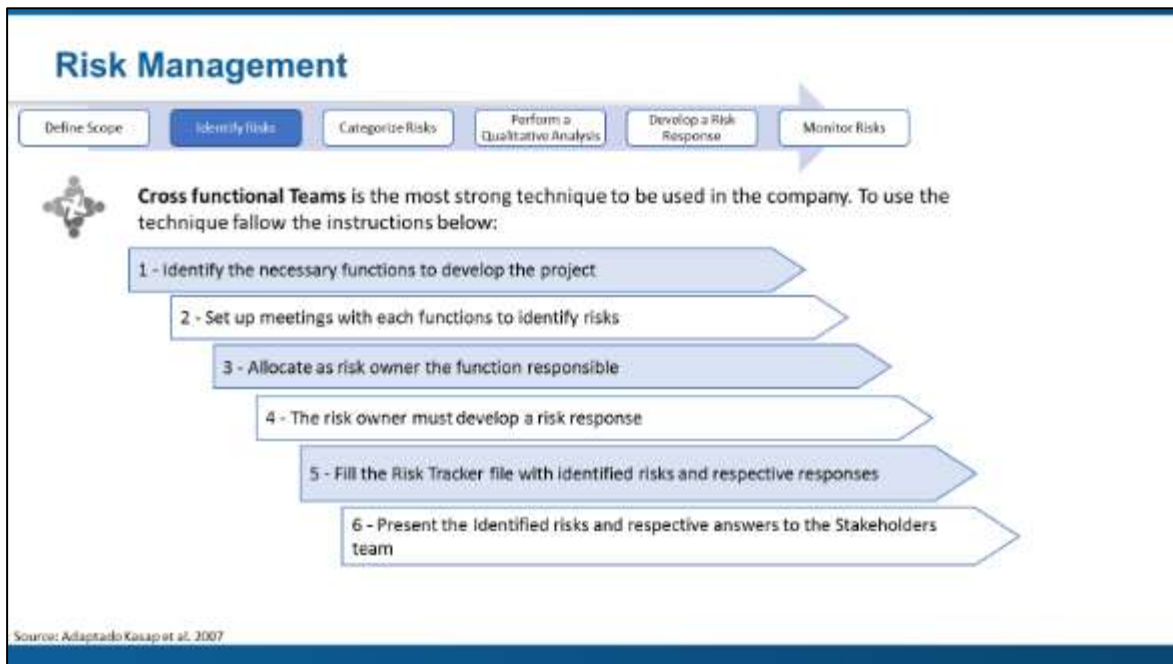 Risk Management
Define Scope
Identify Risks
Categorize Risks
Perform a
Qualitative Analysis
Develop a Risk
Response
Monitor Risks
Cross functional Teams is the most strong technique to be used in the company. To use the
technique fallow the instructions below:
1 - Identify the necessary functions to develop the project
2 - Set up meetings with each functions to identify risks
3 - Allocate as risk owner the function responsible
4 - The risk owner must develop a risk response
5 - Fill the Risk Tracker file with identified risks and respective responses
6 - Present the Identified risks and respective answers to the Stakeholders
team
Source: Adaptado Kasap et al. 2007